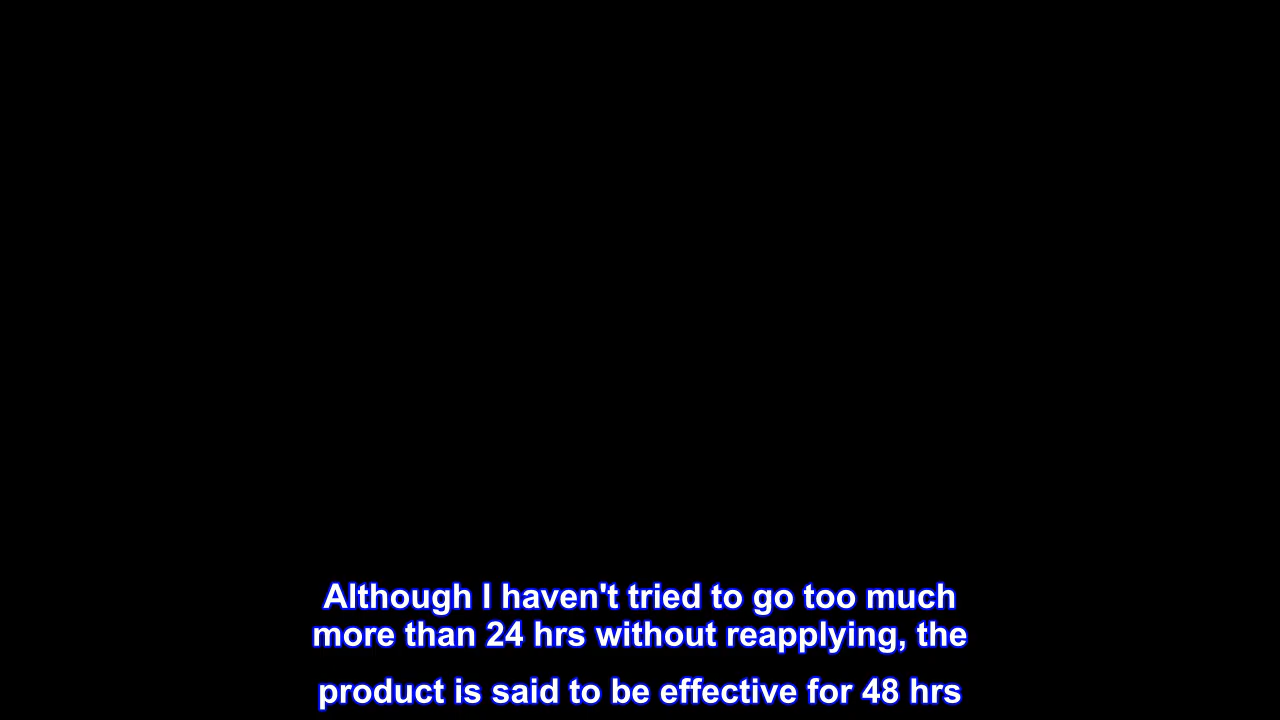 Although I haven't tried to go too much
more than 24 hrs without reapplying, the
product is said to be effective for 48 hrs